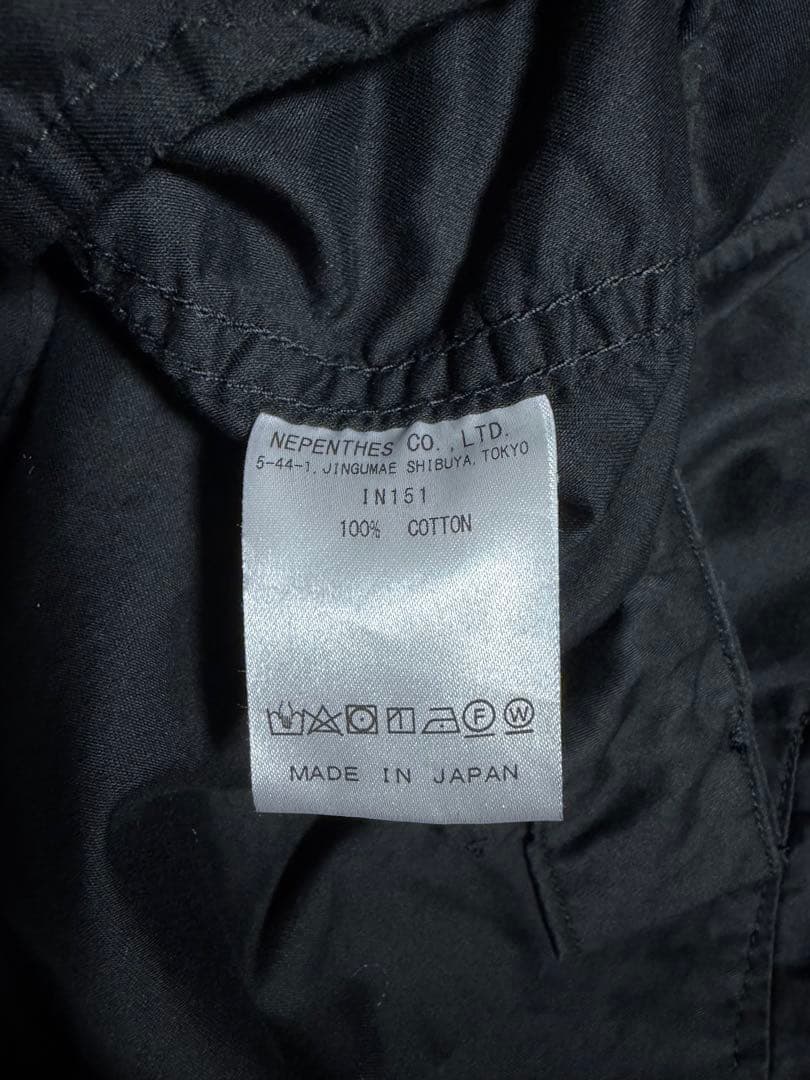 NEPENTHES CO., LTD.
5-44-1, JINGUMAE SHIBUYA, TOKYO
IN151
100% COTTON
F W
MADE IN JAPAN